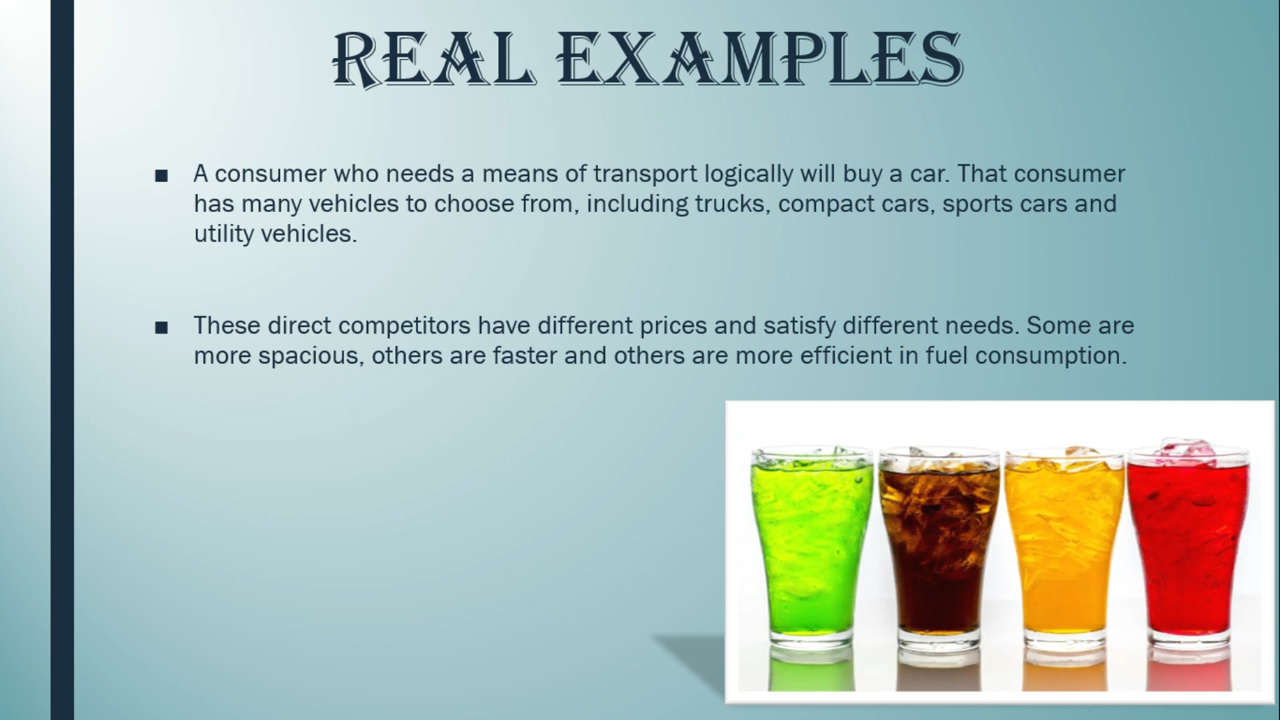 REAL EXAMPLES
▪ A consumer who needs a means of transport logically will buy a car. That consumer
has many vehicles to choose from, including trucks, compact cars, sports cars and
utility vehicles.
▪ These direct competitors have different prices and satisfy different needs. Some are
more spacious, others are faster and others are more efficient in fuel consumption.